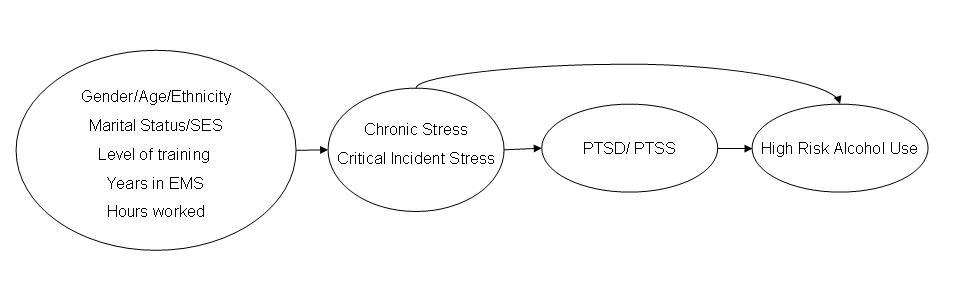 Gender/Age/Ethnicity
Marital Status/SES
Level of training
Years in EMS
Hours worked
Chronic Stress
Critical Incident Stress
PTSD/ PTSS
High Risk Alcohol Use